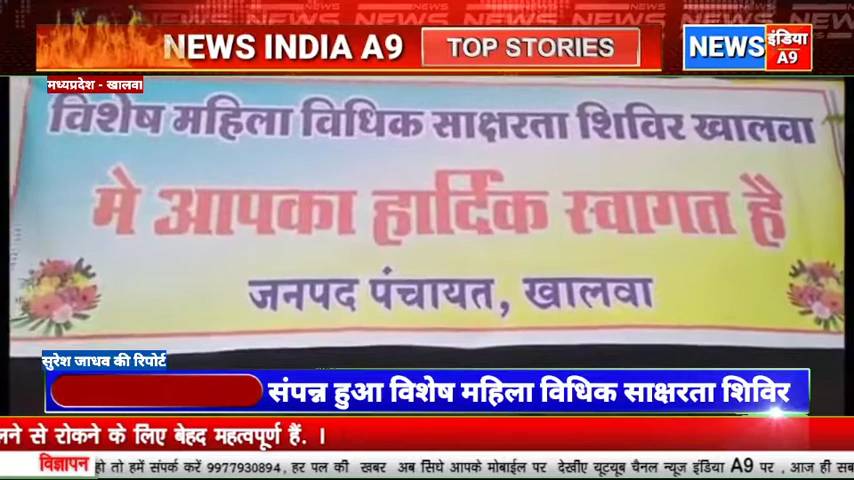 NEWS INDIA A9
TOP STORIES
NEWS
इंडिया
A9
मध्यप्रदेश - खालवा
विशेष महिला विधिक साक्षरता शिविर खालवा
मे आपका हार्दिक स्वागत है
जनपद पंचायत, खालवा
सुरेश जाधव की रिपोर्ट
संपन्न हुआ विशेष महिला विधिक साक्षरता शिविर
से रोकने के लिए बेहद महत्वपूर्ण हैं. ।
विज्ञापन
हो तो हमें संपर्क करें 9977930894, हर पल की खबर अब सिधे आपके मोबाईल पर देखीए यूटयूब चैनल न्यूज इंडिया A9 पर , आज ही सब